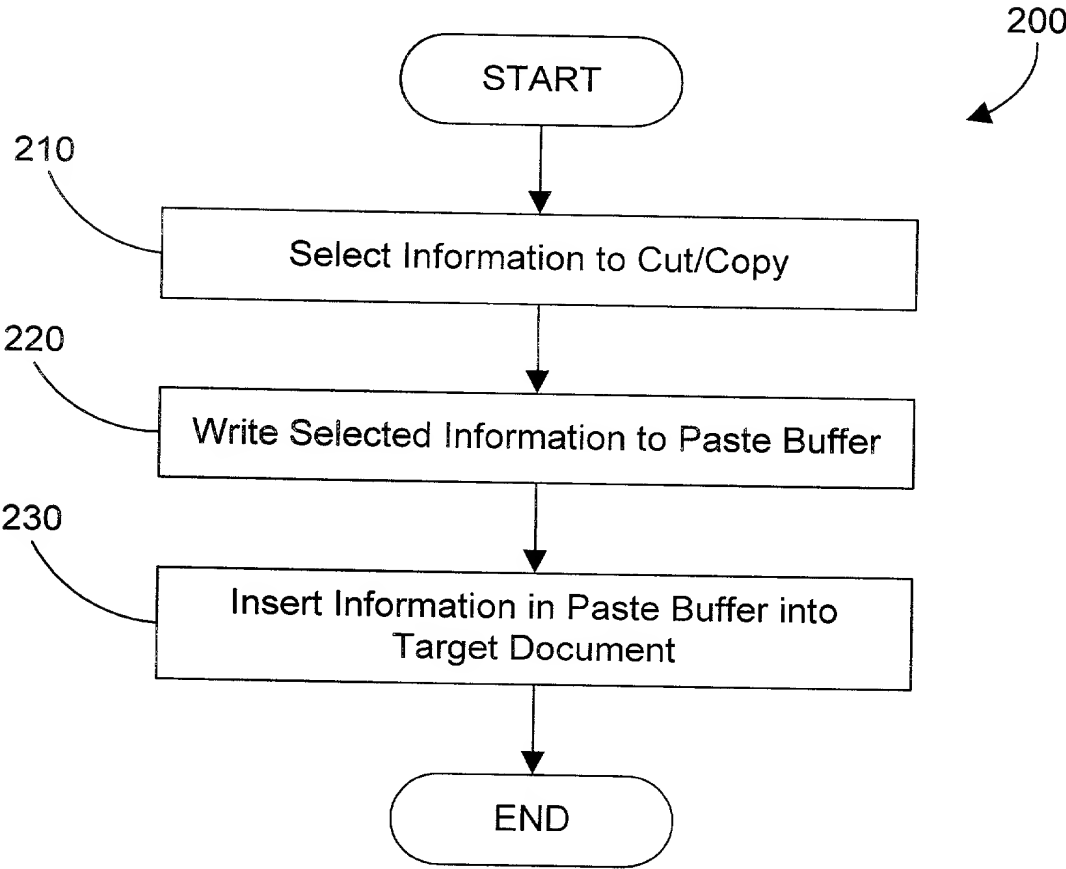 200
START
210
Select Information to Cut/Copy
220
Write Selected Information to Paste Buffer
230
Insert Information in Paste Buffer into
Target Document
END